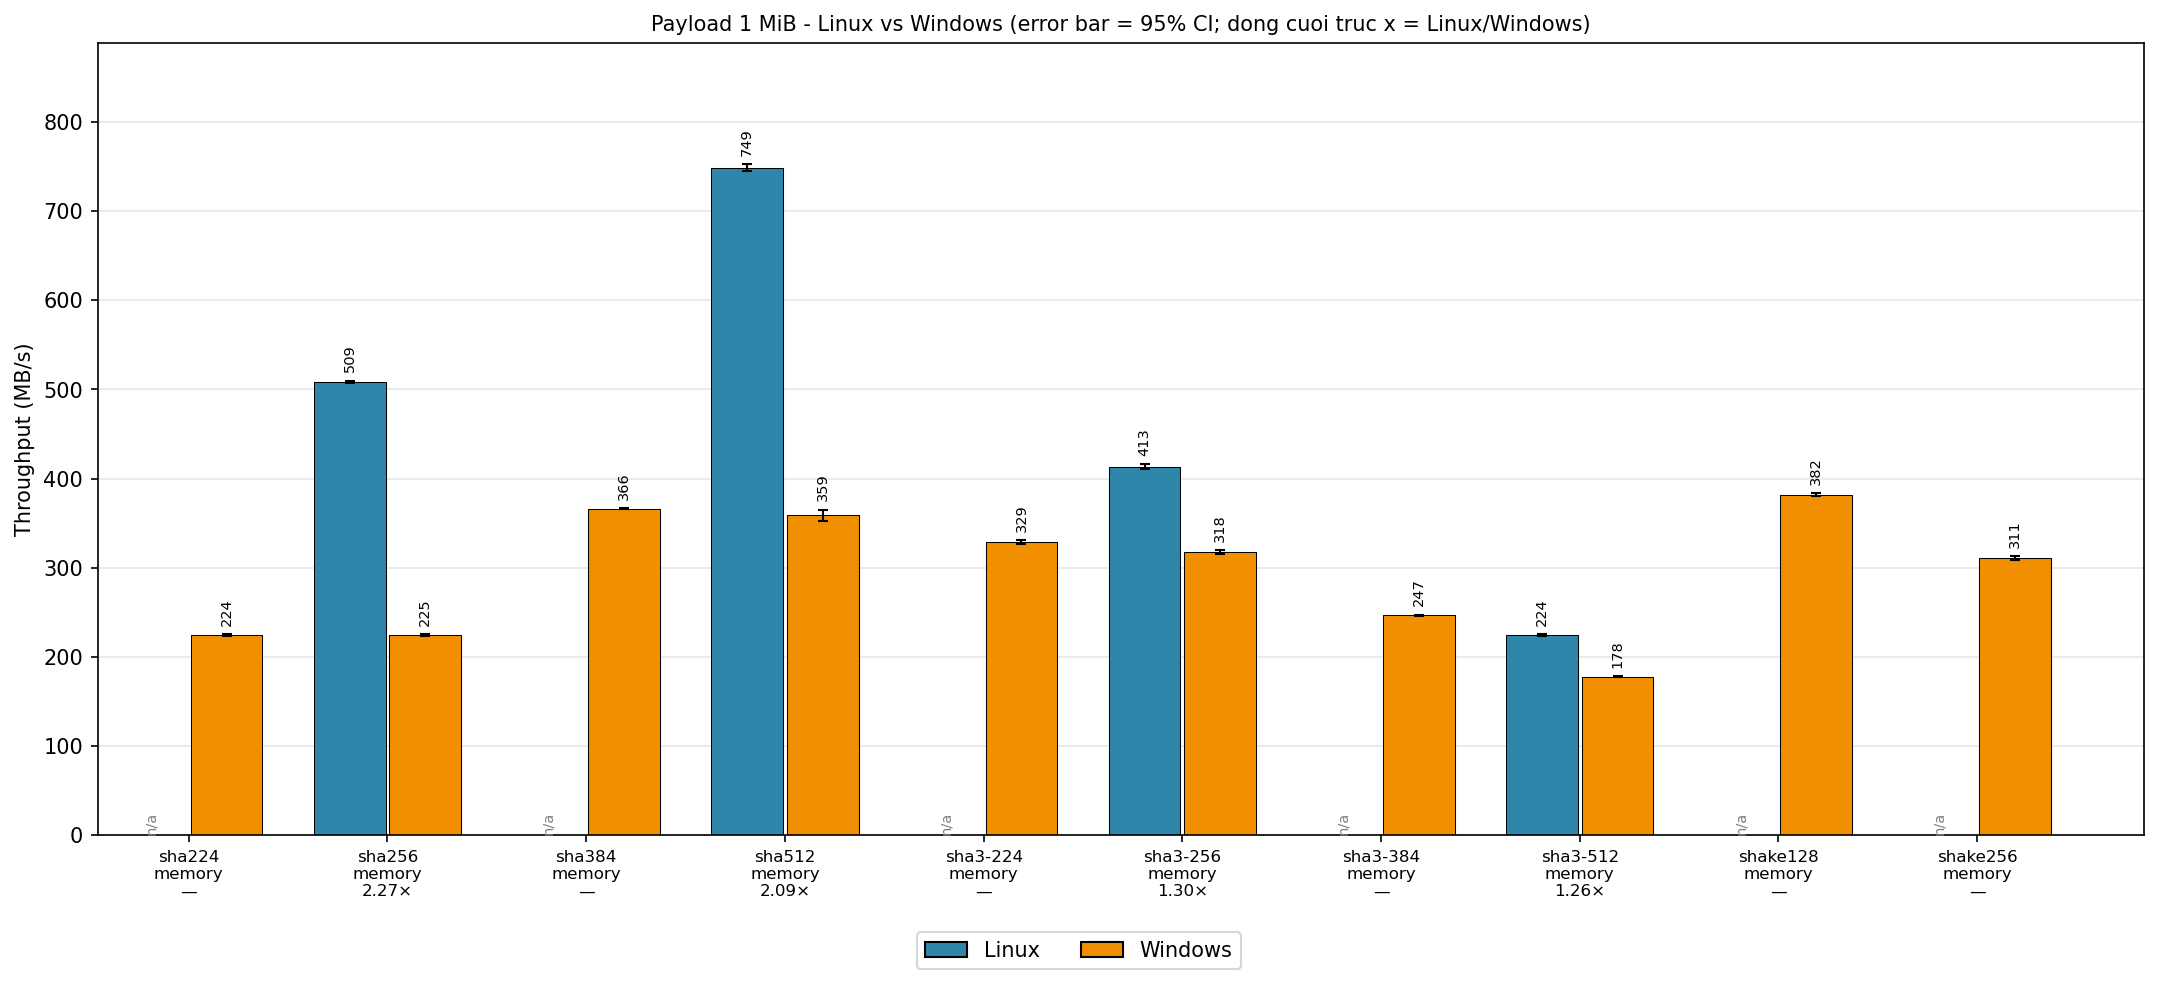 Payload 1 MiB - Linux vs Windows (error bar = 95% CI; dong cuoi truc x = Linux/Windows)
Throughput (MB/s)
800
700
600
500
400
300
200
100
0
n/a
224
509
225
n/a
366
749
359
n/a
329
413
318
n/a
247
224
178
n/a
382
n/a
311
sha224
memory
—
sha256
memory
2.27×
sha384
memory
—
sha512
memory
2.09×
sha3-224
memory
—
sha3-256
memory
1.30×
sha3-384
memory
—
sha3-512
memory
1.26×
shake128
memory
—
shake256
memory
—
Linux
Windows